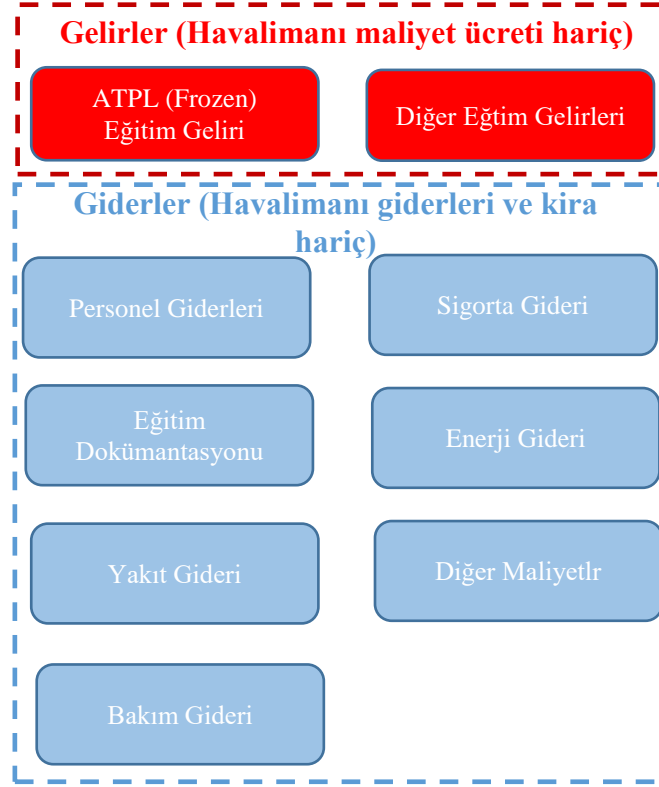 Gelirler (Havalimanı maliyet ücreti hariç)
ATPL (Frozen)
Eğitim Geliri
Diğer Eğtim Gelirleri
Giderler (Havalimanı giderleri ve kira
hariç)
Personel Giderleri
Sigorta Gideri
Eğitim
Dokümantasyonu
Enerji Gideri
Yakıt Gideri
Diğer Maliyetlr
Bakım Gideri